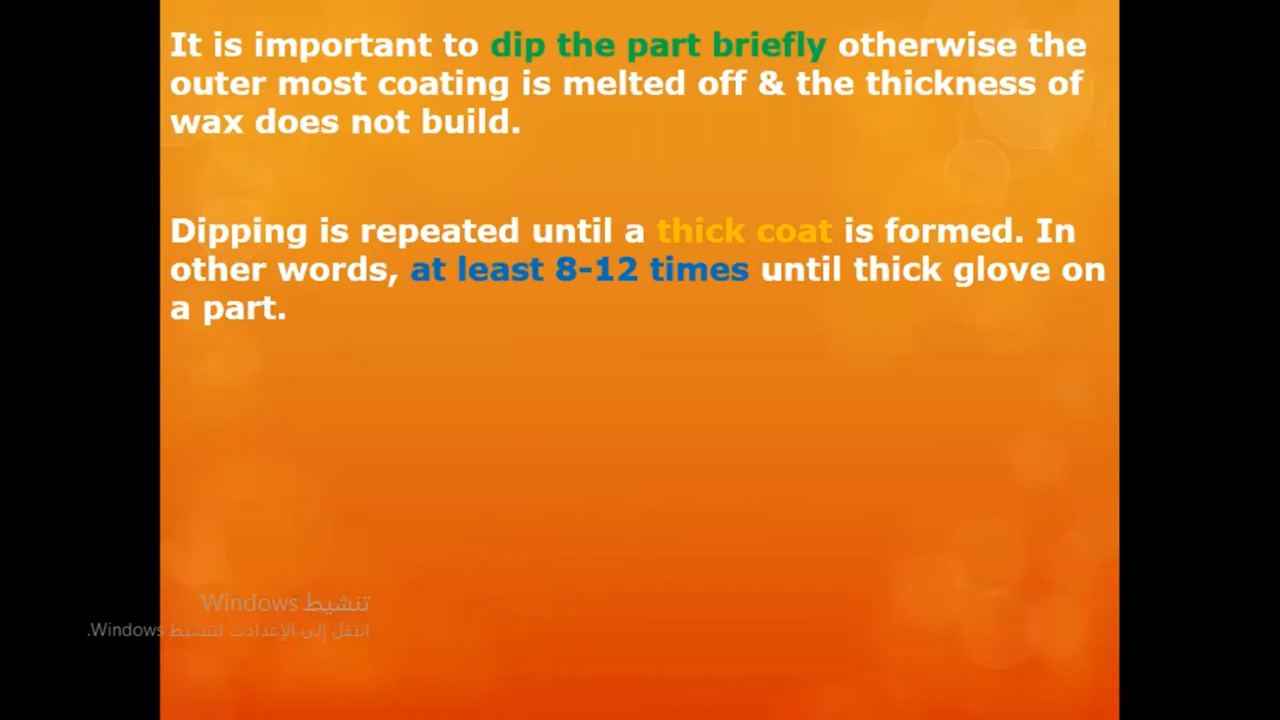 It is important to dip the part briefly otherwise the
outer most coating is melted off & the thickness of
wax does not build.
Dipping is repeated until a thick coat is formed. In
other words, at least 8-12 times until thick glove on
a part.
تنشيط Windows
انتقل إلى الإعدادات لتنشيط Windows.